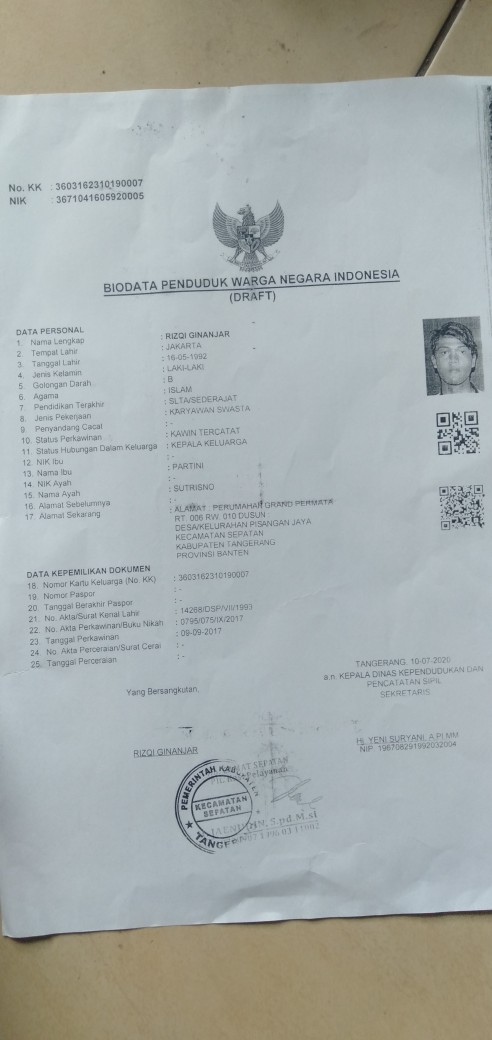 No. KK : 3603162310190007
NIK : 3671041605920005
BIODATA PENDUDUK WARGA NEGARA INDONESIA
(DRAFT)
DATA PERSONAL
1. Nama Lengkap : RIZQI GINANJAR
2. Tempat Lahir : JAKARTA
3. Tanggal Lahir : 16-05-1992
4. Jenis Kelamin : LAKI-LAKI
5. Golongan Darah : B
6. Agama : ISLAM
7. Pendidikan Terakhir : SLTA/SEDERAJAT
8. Jenis Pekerjaan : KARYAWAN SWASTA
9. Penyandang Cacat : -
10. Status Perkawinan : KAWIN TERCATAT
11. Status Hubungan Dalam Keluarga : KEPALA KELUARGA
12. NIK Ibu : -
13. Nama Ibu : PARTINI
14. NIK Ayah : -
15. Nama Ayah : SUTRISNO
16. Alamat Sebelumnya : -
17. Alamat Sekarang : ALAMAT : PERUMAHAN GRAND PERMATA
RT. 006 RW. 010 DUSUN
DESA/KELURAHAN PISANGAN JAYA
KECAMATAN SEPATAN
KABUPATEN TANGERANG
PROVINSI BANTEN
DATA KEPEMILIKAN DOKUMEN
18. Nomor Kartu Keluarga (No. KK) : 3603162310190007
19. Nomor Paspor : -
20. Tanggal Berakhir Paspor : -
21. No. Akta/Surat Kenal Lahir : 14268/DSP/VII/1993
22. No. Akta Perkawinan/Buku Nikah : 0795/075/IX/2017
23. Tanggal Perkawinan : 09-09-2017
24. No. Akta Perceraian/Surat Cerai : -
25. Tanggal Perceraian : -
TANGERANG, 10-07-2020
a.n. KEPALA DINAS KEPENDUDUKAN DAN
PENCATATAN SIPIL
SEKRETARIS
Yang Bersangkutan,
RIZQI GINANJAR
Hj. YENI SURYANI, A.PI.MM
NIP. 196708291992032004
PEMERINTAH KABUPATEN
KECAMATAN
SEPATAN
S.pd M.si